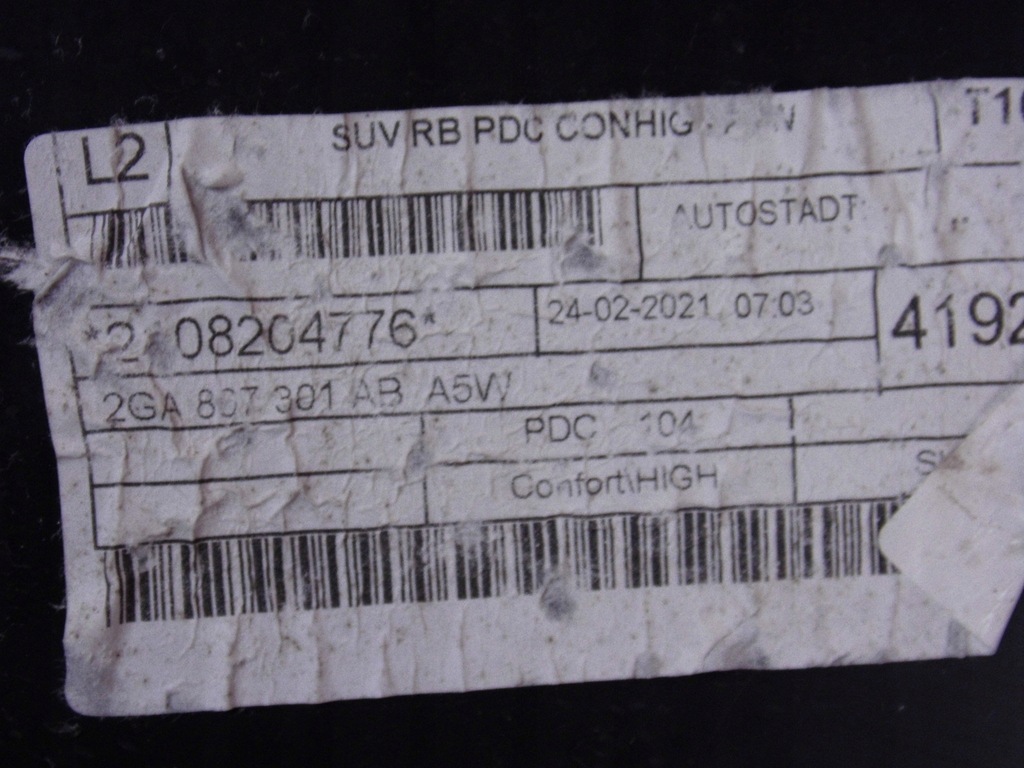 L2 SUV RB PDC CONHIG
AUTOSTADT
08204776*
24-02-2021 07:03
4192
2GA 807 301 AB A5W
PDC 104
Confort\HIGH